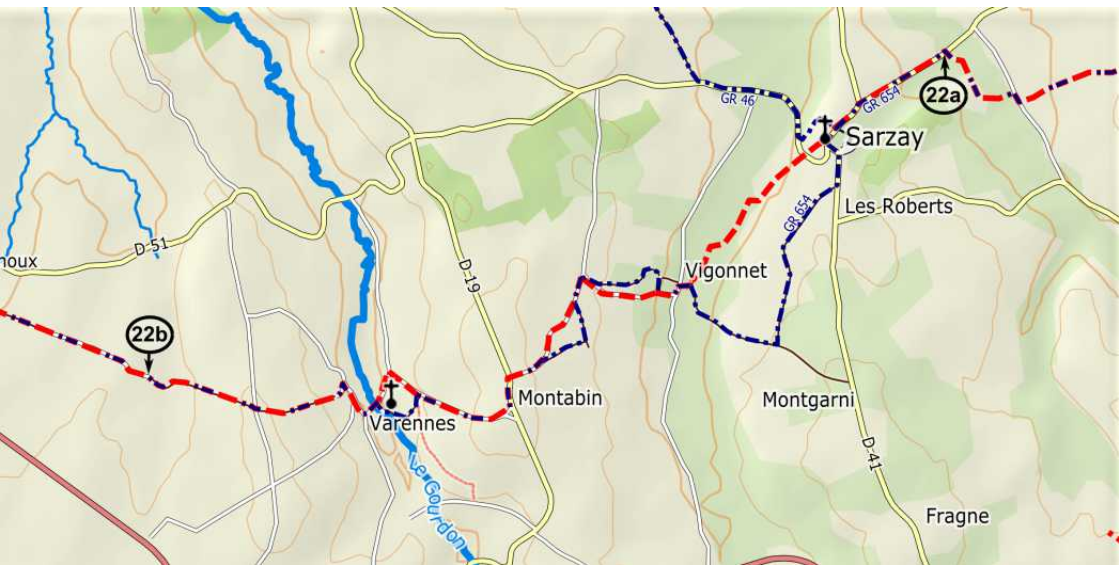 22a
GR 46
GR 654
Sarzay
Les Roberts
GR 654
D 51
noux
D-19
Vigonnet
22b
Montabin
Montgarni
Varennes
D-41
Le Gourdon
Fragne